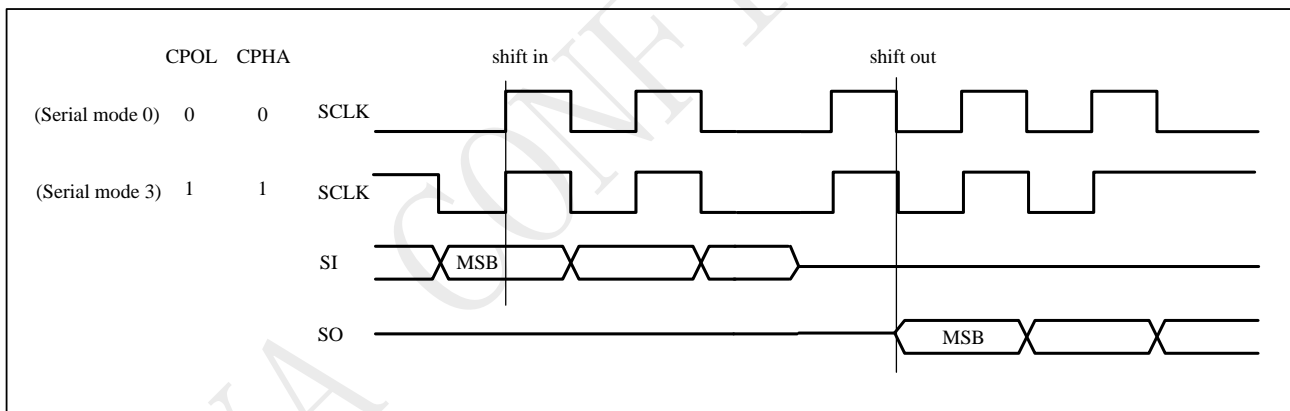 CPOL CPHA shift in shift out
(Serial mode 0) 0 0 SCLK
(Serial mode 3) 1 1 SCLK
SI MSB
SO MSB